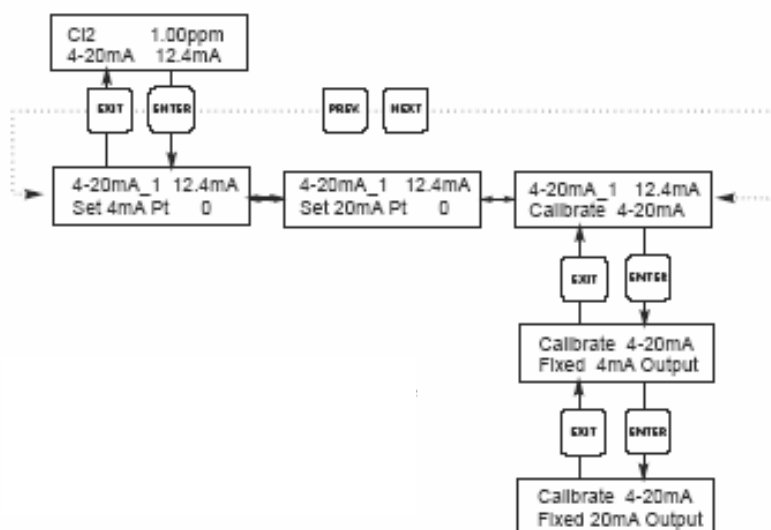 Cl2 1.00ppm
4-20mA 12.4mA
EXIT
ENTER
PREV.
NEXT
4-20mA_1 12.4mA
Set 4mA Pt 0
4-20mA_1 12.4mA
Set 20mA Pt 0
4-20mA_1 12.4mA
Calibrate 4-20mA
EXIT
ENTER
Calibrate 4-20mA
Fixed 4mA Output
EXIT
ENTER
Calibrate 4-20mA
Fixed 20mA Output